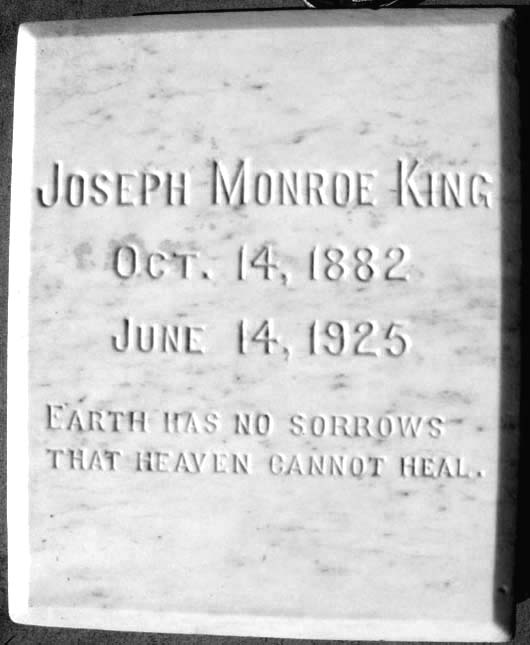 JOSEPH MONROE KING
OCT. 14, 1882
JUNE 14, 1925
EARTH HAS NO SORROWS
THAT HEAVEN CANNOT HEAL.